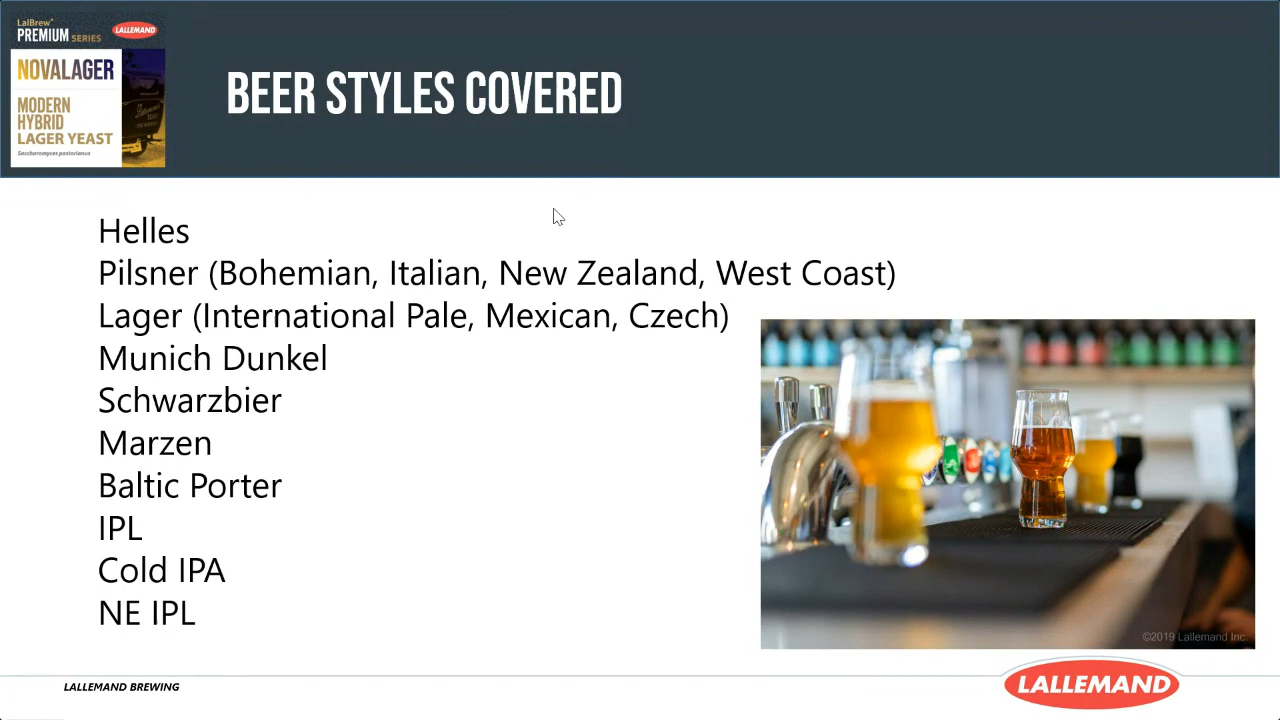 LalBrew®
PREMIUM SERIES
LALLEMAND
NOVALAGER
MODERN
HYBRID
LAGER YEAST
Saccharomyces pastorianus
BEER STYLES COVERED
Helles
Pilsner (Bohemian, Italian, New Zealand, West Coast)
Lager (International Pale, Mexican, Czech)
Munich Dunkel
Schwarzbier
Marzen
Baltic Porter
IPL
Cold IPA
NE IPL
©2019 Lallemand Inc.
LALLEMAND BREWING
LALLEMAND